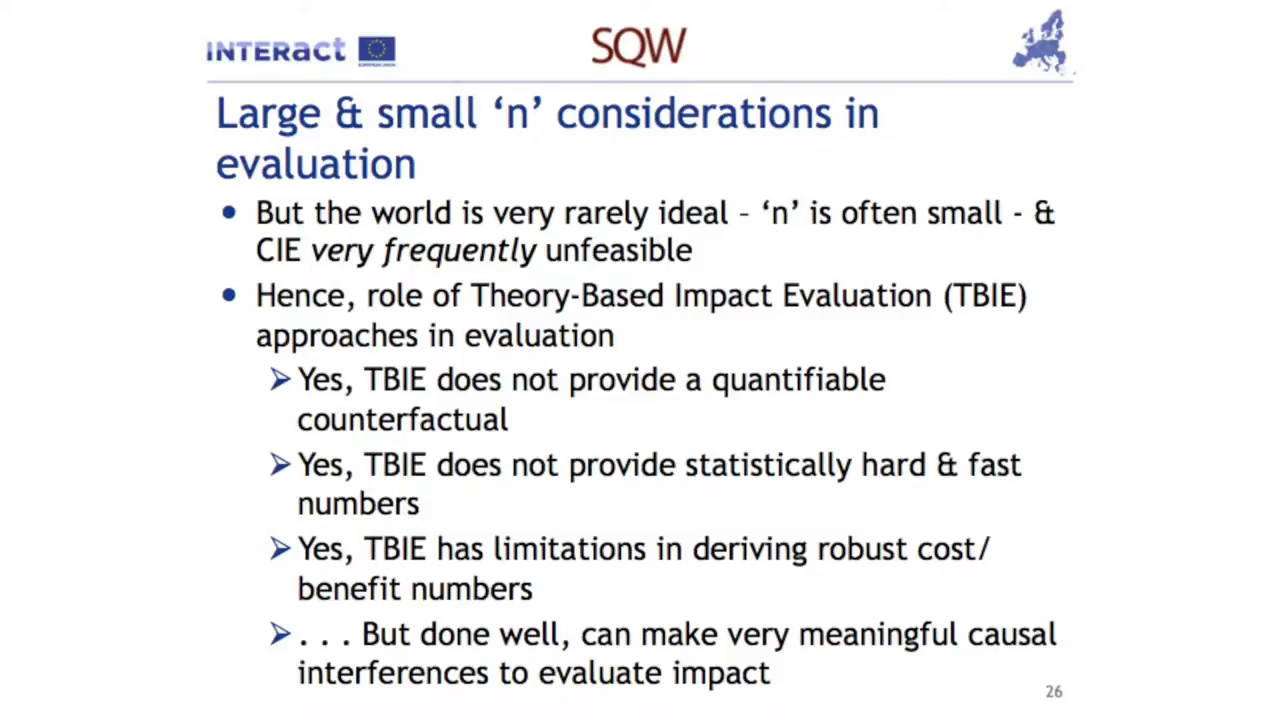 INTERact
EUROPEAN UNION
SQW
Large & small ‘n’ considerations in
evaluation
• But the world is very rarely ideal – ‘n’ is often small - &
CIE very frequently unfeasible
• Hence, role of Theory-Based Impact Evaluation (TBIE)
approaches in evaluation
➢ Yes, TBIE does not provide a quantifiable
counterfactual
➢ Yes, TBIE does not provide statistically hard & fast
numbers
➢ Yes, TBIE has limitations in deriving robust cost/
benefit numbers
➢ . . . But done well, can make very meaningful causal
interferences to evaluate impact
26